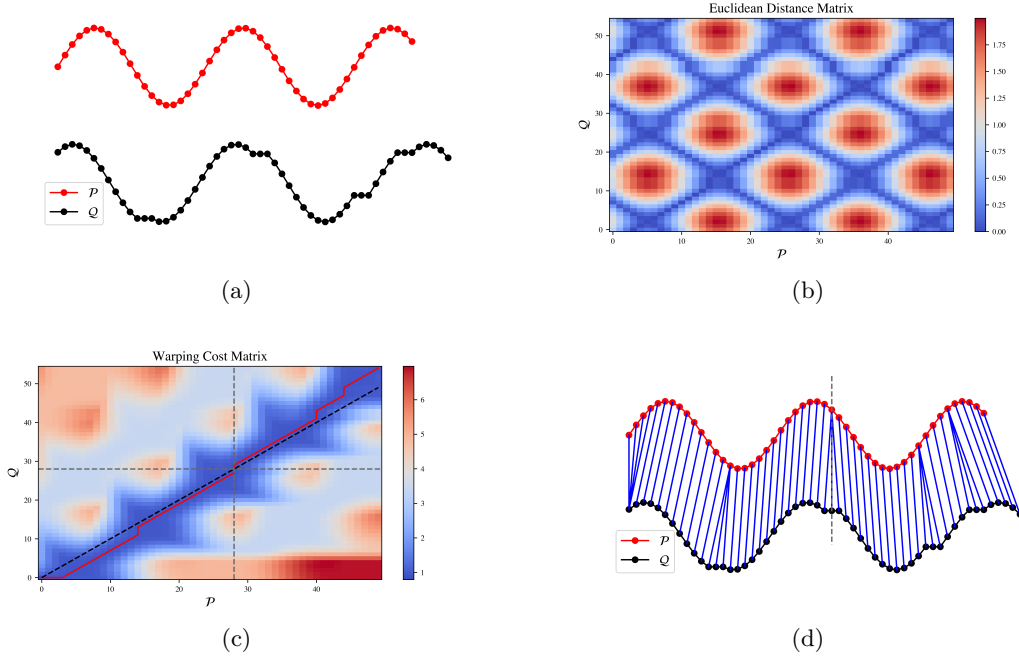 𝒫
𝒬
(a)
Euclidean Distance Matrix
50
40
30
20
10
0
𝒬
0 10 20 30 40
𝒫
1.75
1.50
1.25
1.00
0.75
0.50
0.25
0.00
(b)
Warping Cost Matrix
50
40
30
20
10
0
𝒬
0 10 20 30 40
𝒫
6
5
4
3
2
1
(c)
𝒫
𝒬
(d)